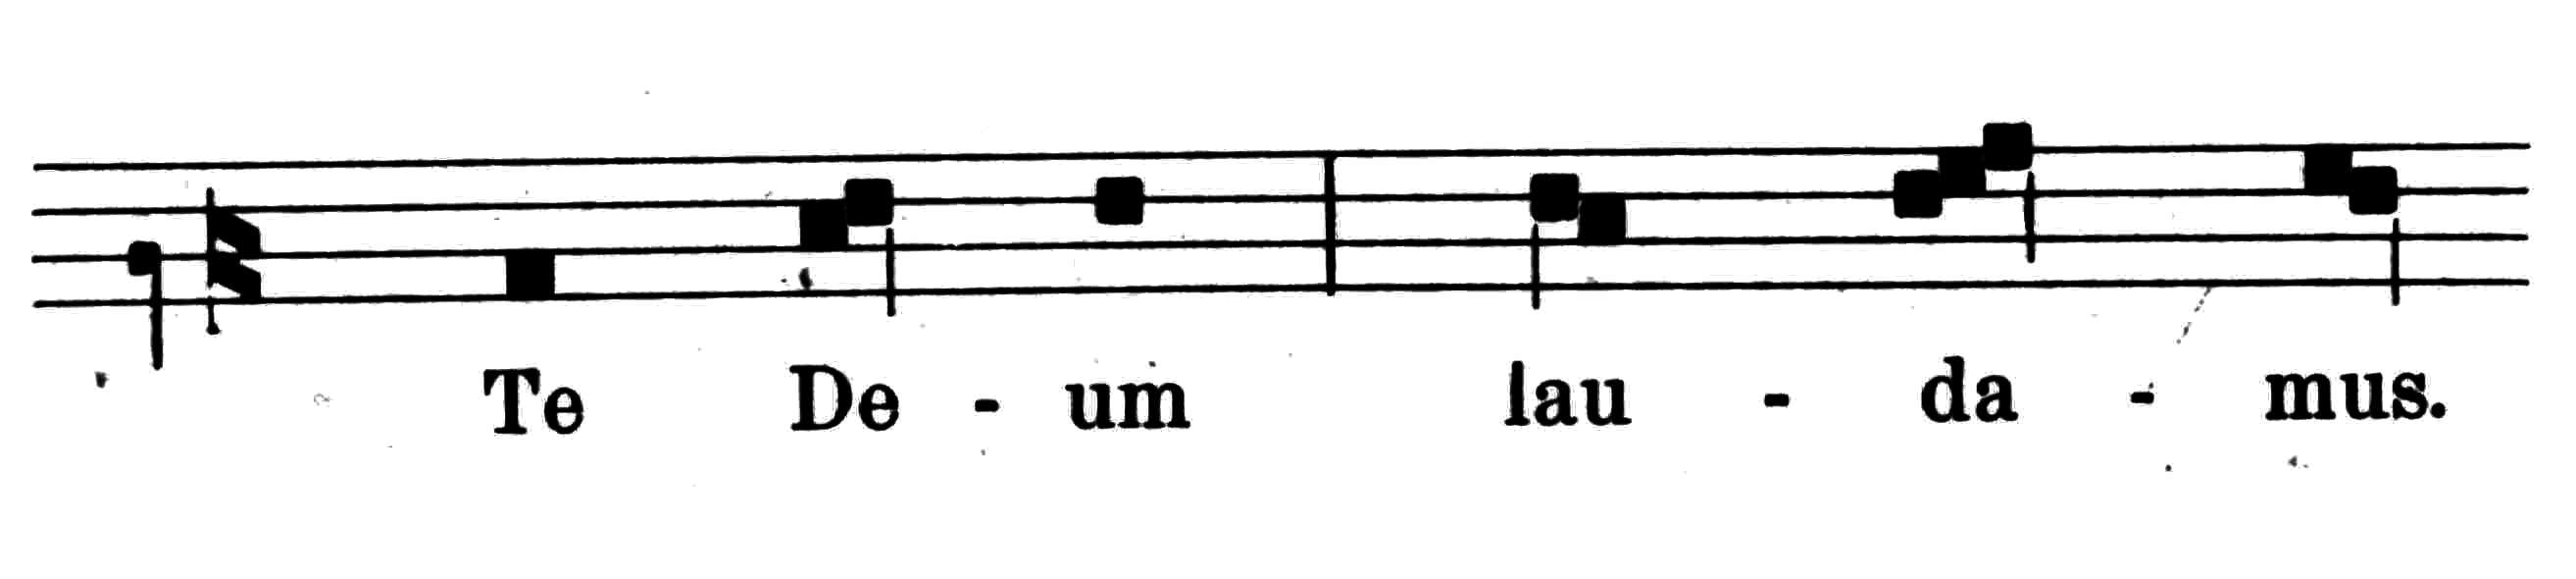 Te De - um lau - da - mus.